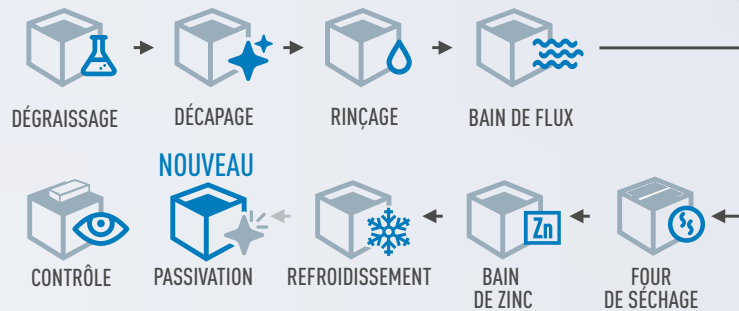 DÉGRAISSAGE
DÉCAPAGE
RINÇAGE
BAIN DE FLUX
NOUVEAU
Zn
CONTRÔLE
PASSIVATION
REFROIDISSEMENT
BAIN
DE ZINC
FOUR
DE SÉCHAGE